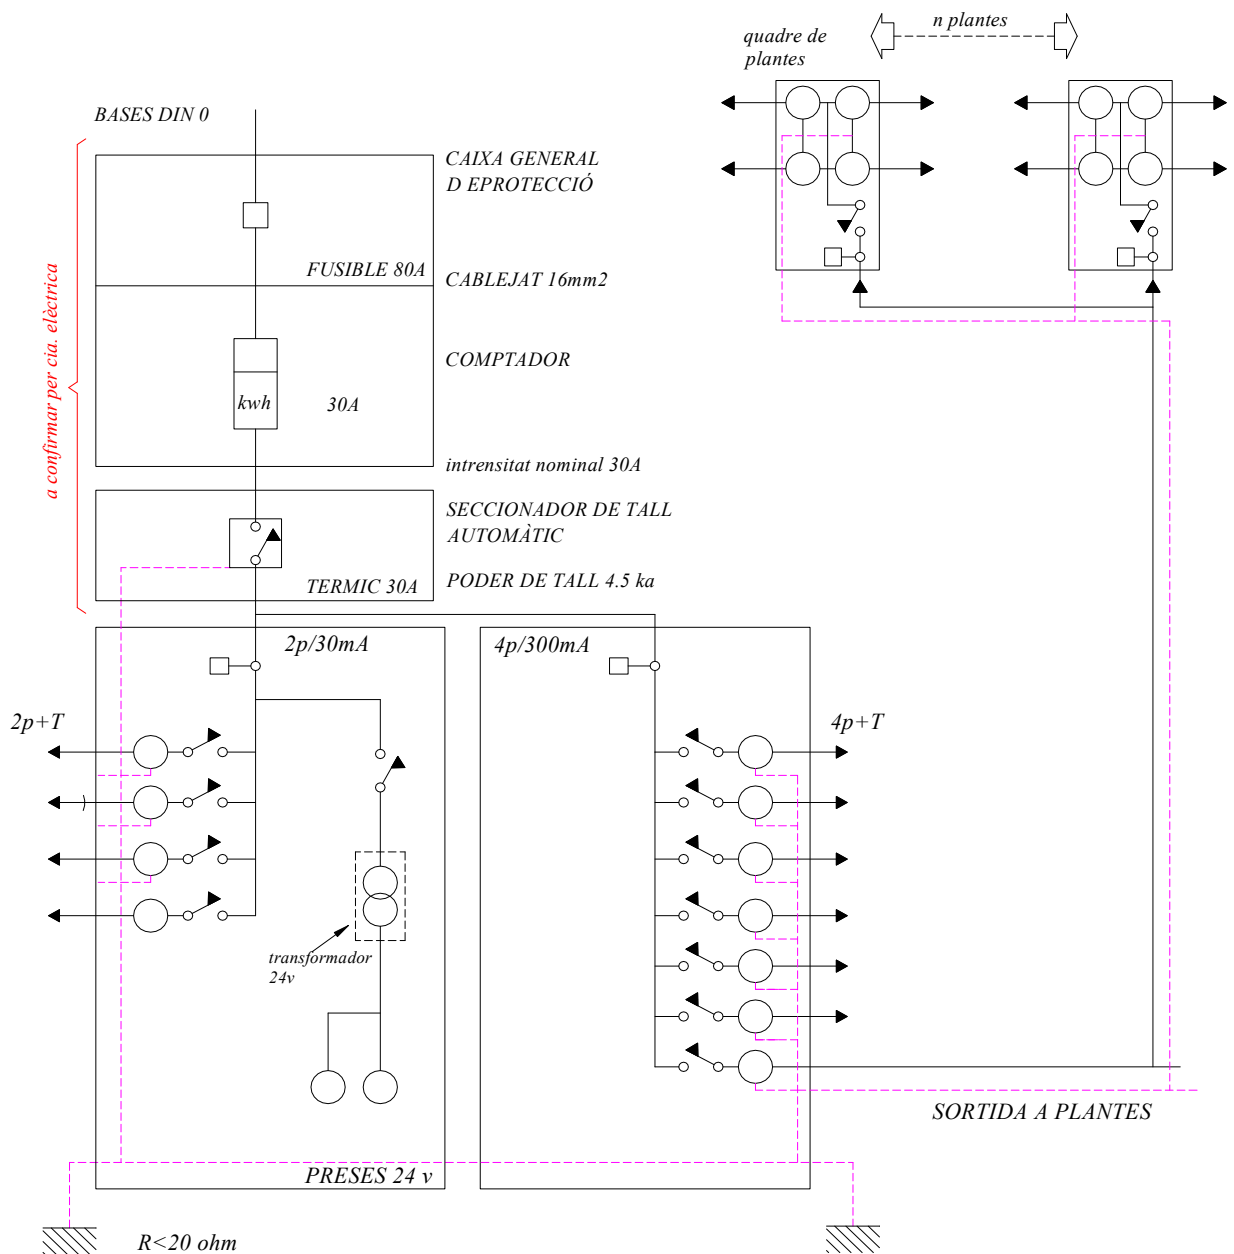 n plantes
quadre de
plantes
BASES DIN 0
CAIXA GENERAL
D EPROTECCIÓ
FUSIBLE 80A
CABLEJAT 16mm2
a confirmar per cia. elèctrica
COMPTADOR
kwh
30A
intrensitat nominal 30A
SECCIONADOR DE TALL
AUTOMÀTIC
TERMIC 30A
PODER DE TALL 4.5 ka
2p/30mA
4p/300mA
2p+T
4p+T
transformador
24v
SORTIDA A PLANTES
PRESES 24 v
R<20 ohm